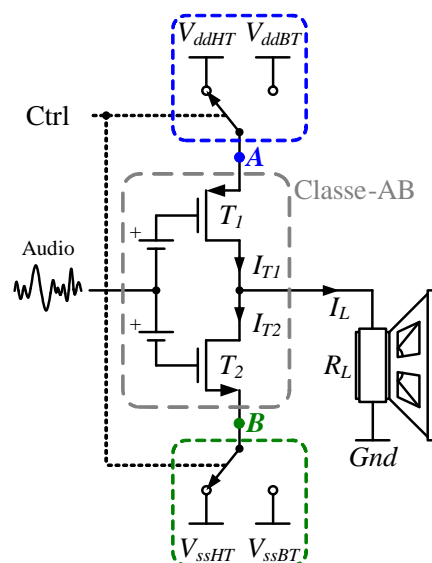 VddHT VddBT
Ctrl
A
Classe-AB
+
T1
Audio
IT1
IL
+
IT2
T2
RL
B
Gnd
VssHT VssBT